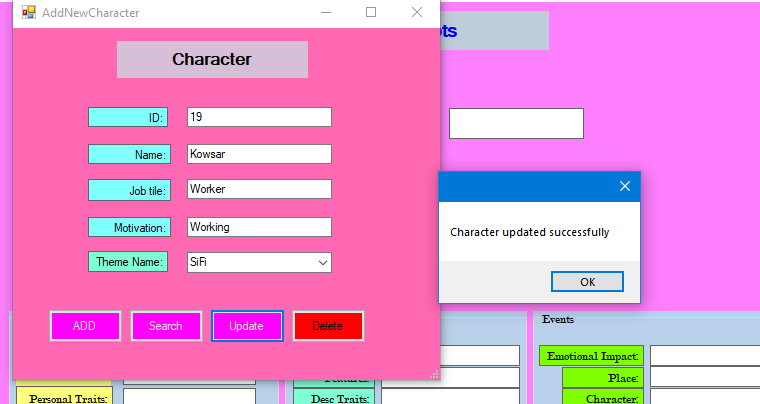 AddNewCharacter
Character
ID: 19
Name: Kowsar
Job tile: Worker
Motivation: Working
Theme Name: SiFi
ADD Search Update Delete
Character updated successfully
OK
Events
Emotional Impact:
Place:
Personal Traits: Desc Traits: Character: